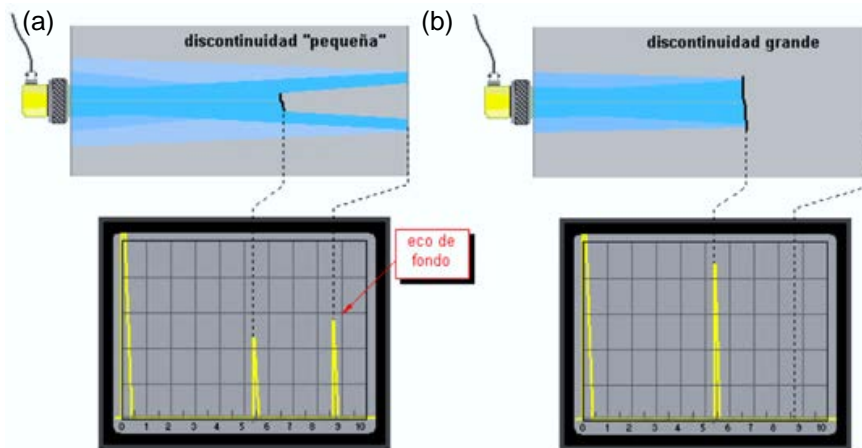 (a)
discontinuidad "pequeña"
(b)
discontinuidad grande
eco de
fondo
0 1 2 3 4 5 6 7 8 9 10
0 1 2 3 4 5 6 7 8 9 10